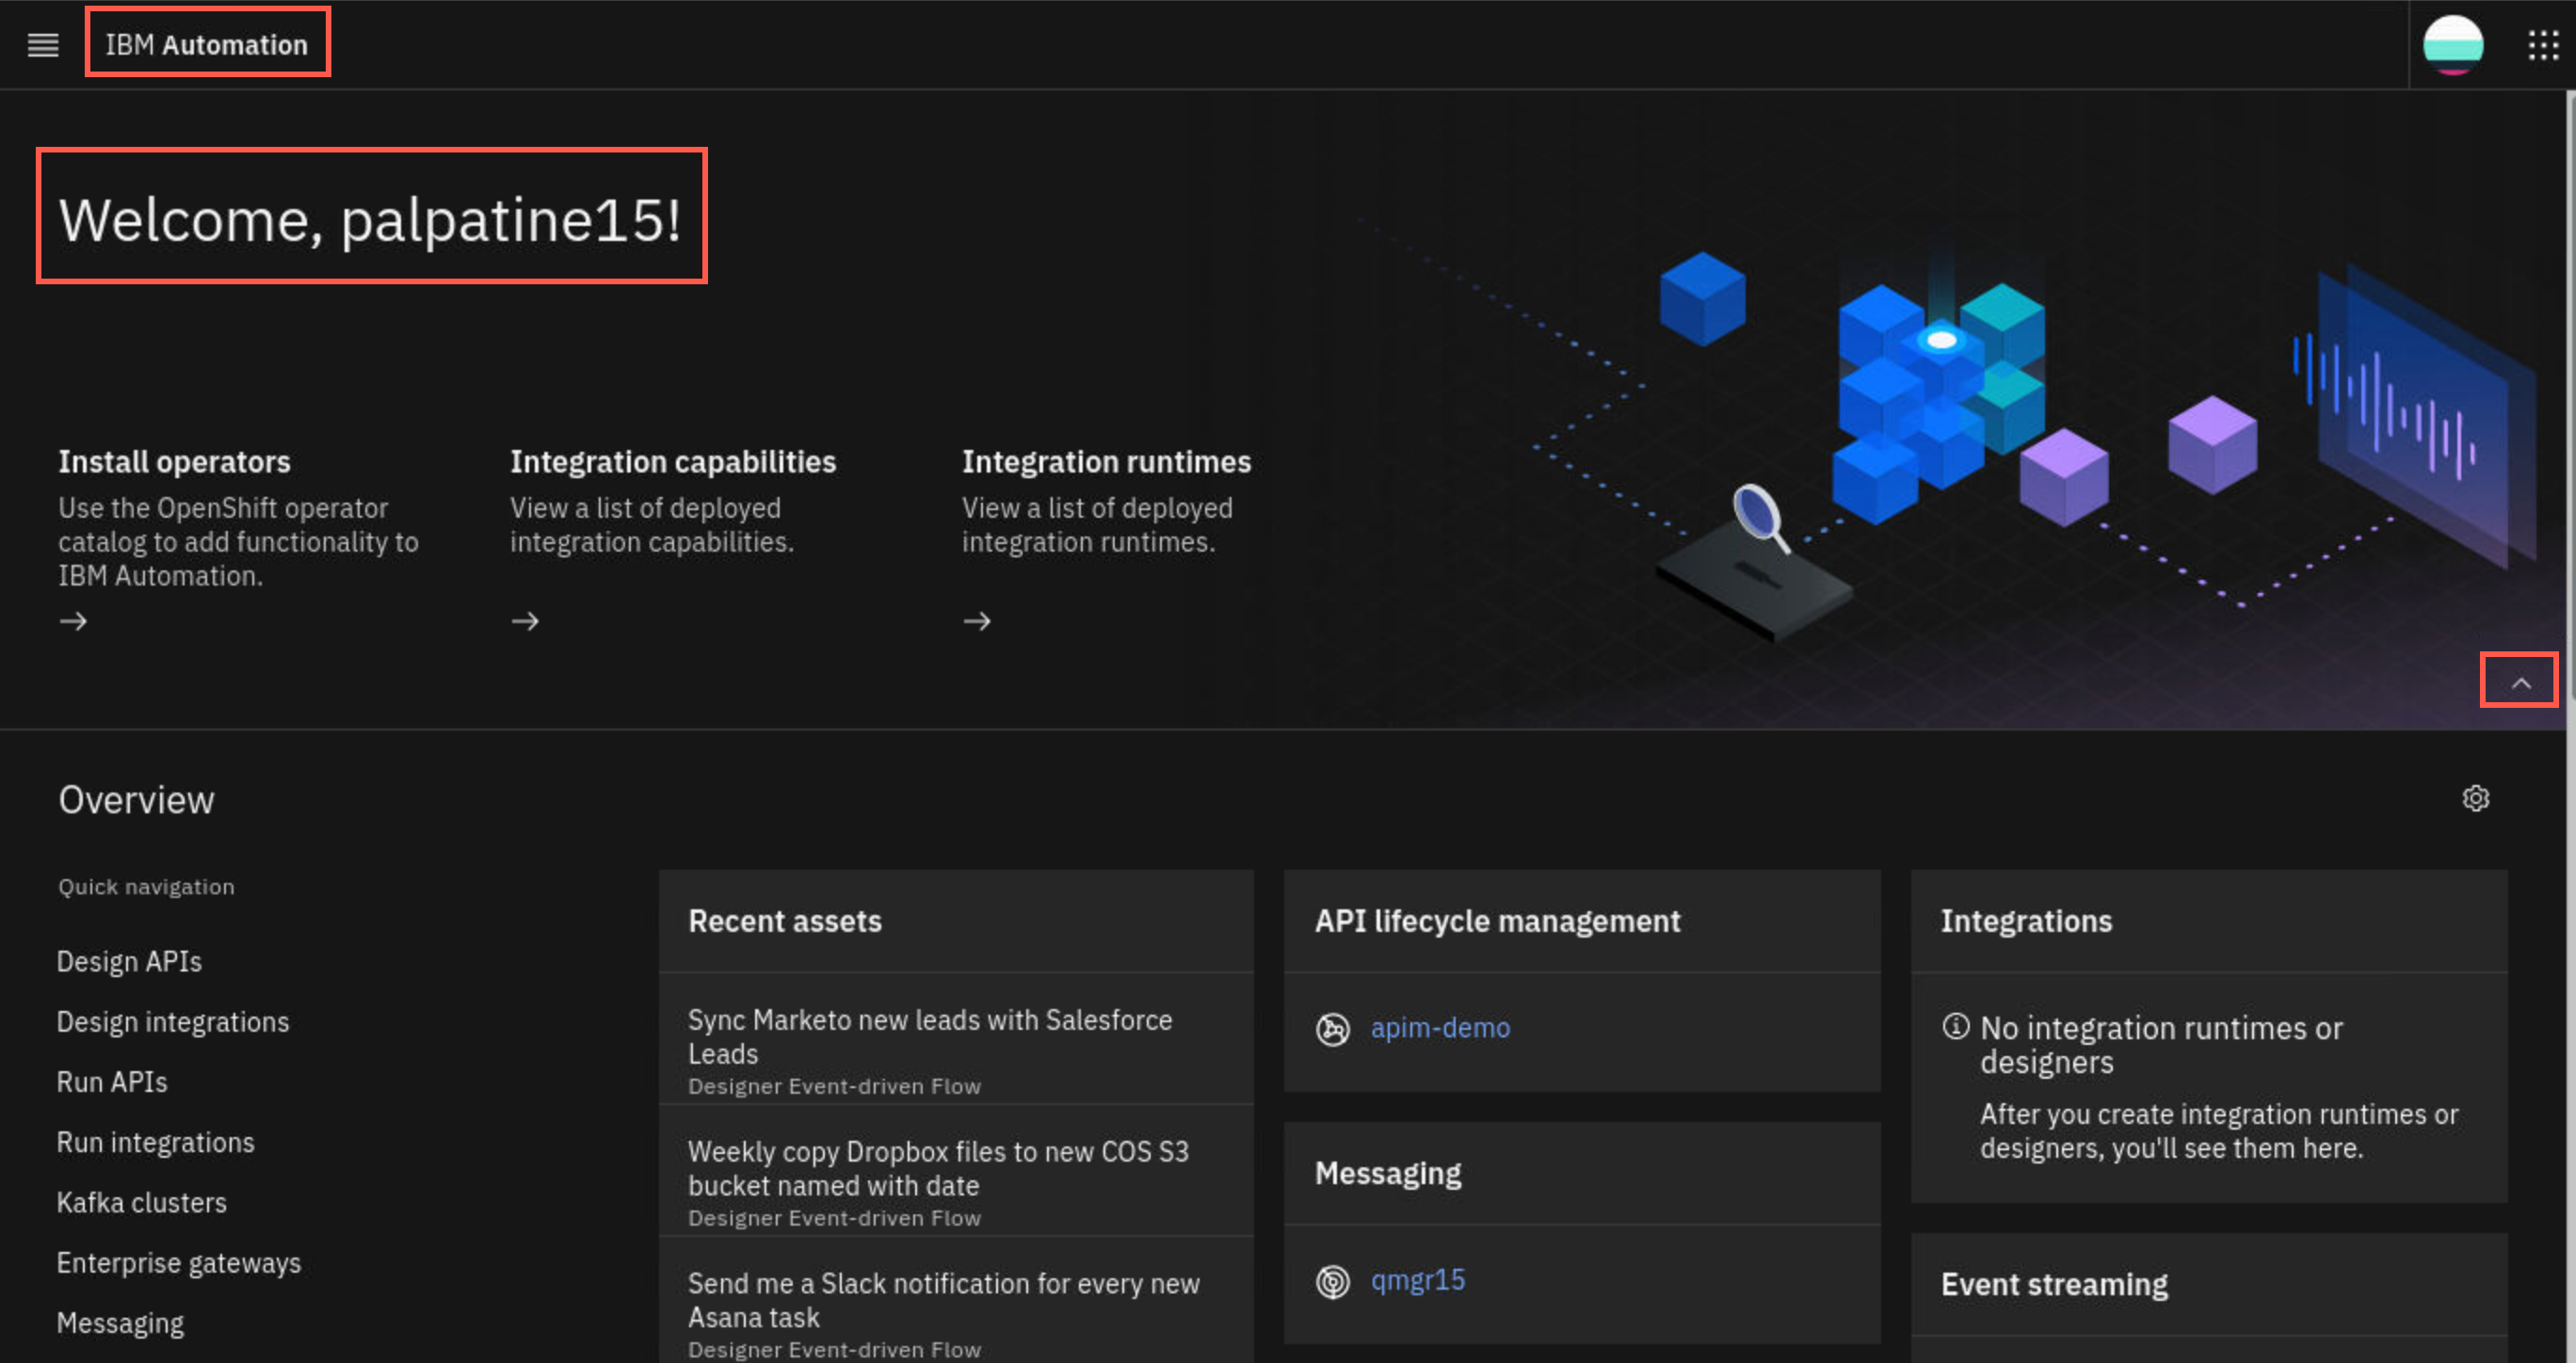 IBM Automation
Welcome, palpatine15!
Install operators
Use the OpenShift operator
catalog to add functionality to
IBM Automation.
Integration capabilities
View a list of deployed
integration capabilities.
Integration runtimes
View a list of deployed
integration runtimes.
Overview
Quick navigation
Design APIs
Design integrations
Run APIs
Run integrations
Kafka clusters
Enterprise gateways
Messaging
Recent assets
Sync Marketo new leads with Salesforce
Leads
Designer Event-driven Flow
Weekly copy Dropbox files to new COS S3
bucket named with date
Designer Event-driven Flow
Send me a Slack notification for every new
Asana task
Designer Event-driven Flow
API lifecycle management
apim-demo
Messaging
qmgr15
Integrations
No integration runtimes or
designers
After you create integration runtimes or
designers, you'll see them here.
Event streaming